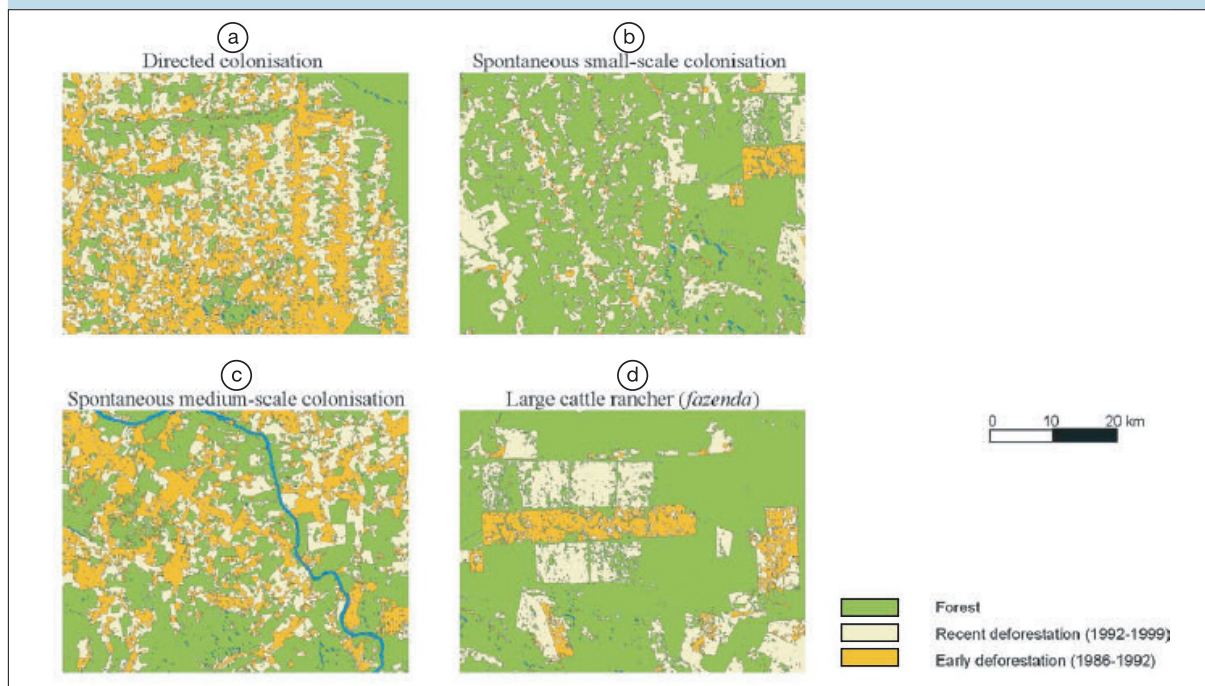 a
Directed colonisation
b
Spontaneous small-scale colonisation
c
Spontaneous medium-scale colonisation
d
Large cattle rancher (fazenda)
0 10 20 km
Forest
Recent deforestation (1992-1999)
Early deforestation (1986-1992)